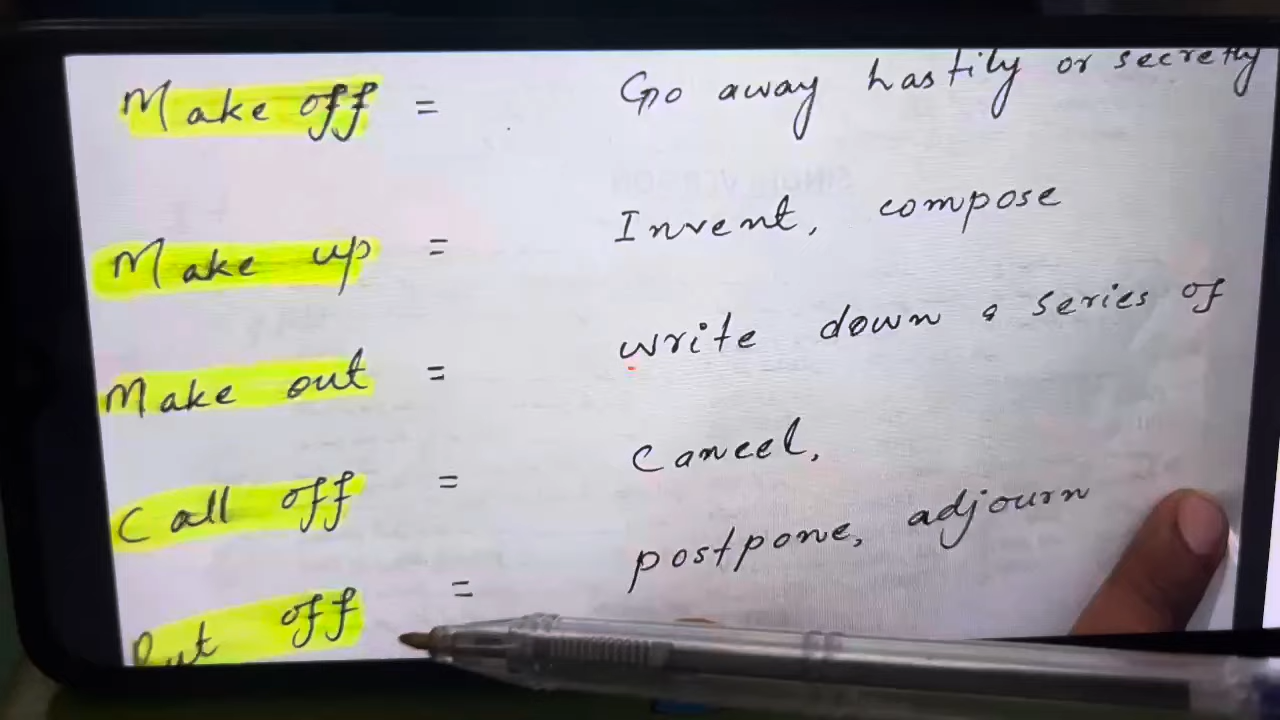 Make off = Go away hastily or secretly
Make up = Invent, compose
Make out = write down a series of
Call off = Cancel,
Put off = postpone, adjourn